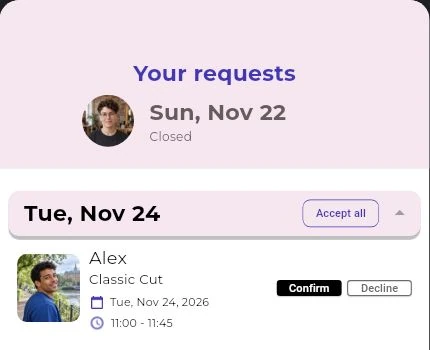 Your requests
Sun, Nov 22
Closed
Tue, Nov 24
Accept all
Alex
Classic Cut
Confirm
Decline
Tue, Nov 24, 2026
11:00 - 11:45